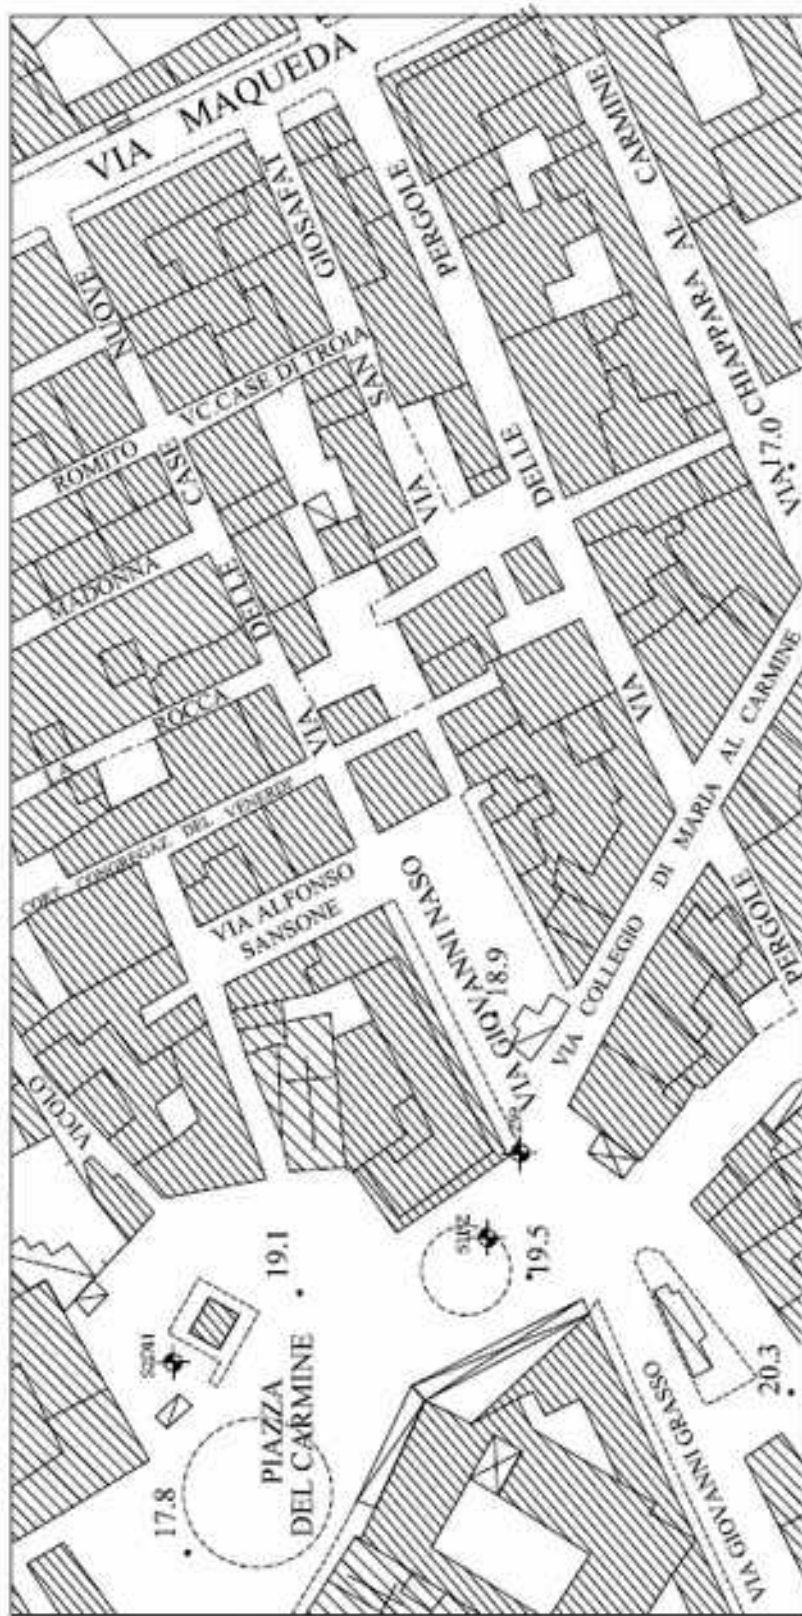 VIA MAQUEDA
NUOVE
CASE
DELLE
VIA
GIOSAFAT
SAN
VIA
PERGOLE
DELLE
VIA
PERGOLE
VIA CHIAPPARA AL CARMINE
17.0
VC.CASE DI TROIA
ROMITO
MADONNA
ROCCA
CORT. CONGREGAZ. DEL VENERDI
VIA ALFONSO
SANSONE
VIA GIOVANNI NASO
18.9
VIA COLLEGIO DI MARIA AL CARMINE
VICOLO
19.1
19.5
PIAZZA
DEL CARMINE
17.8
VIA GIOVANNI GRASSO
20.3